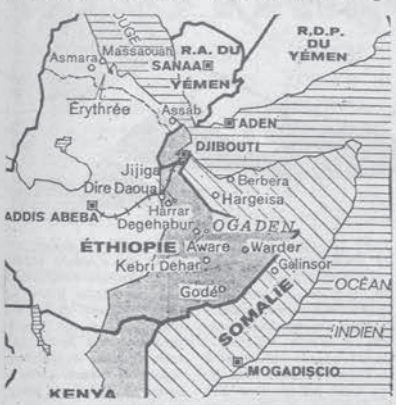 ROUGE
Massaouah
Asmara
R.A. DU
YÉMEN
SANAA
R.D.P.
DU
YÉMEN
Érythrée
Assab
ADEN
DJIBOUTI
Jijiga
Dire Daoua
Berbera
Hargeisa
ADDIS ABEBA
Harrar
Degehabur
OGADEN
ÉTHIOPIE
Aware
Warder
Kebri Dehar
Galinsor
Godé
SOMALIE
OCÉAN
INDIEN
MOGADISCIO
KENYA